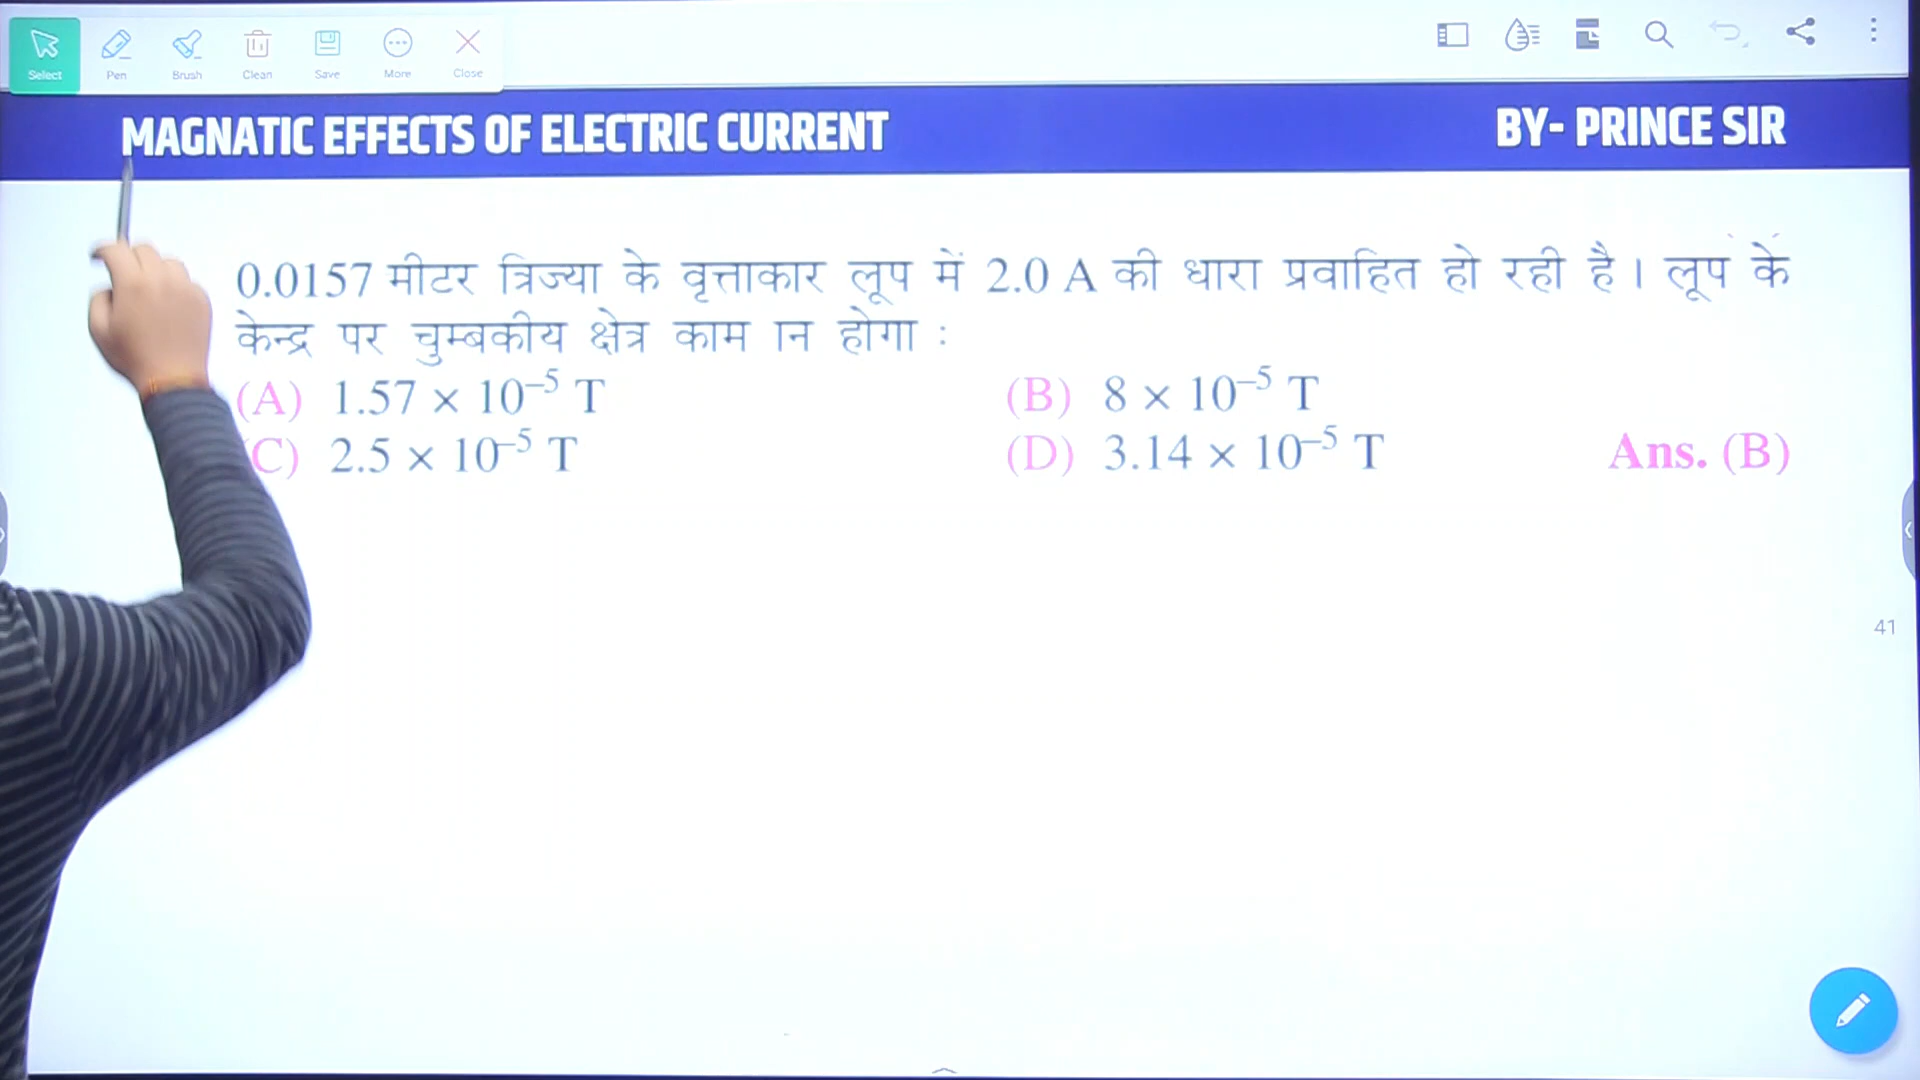 Select Pen Brush Clean Save More Close
MAGNATIC EFFECTS OF ELECTRIC CURRENT BY- PRINCE SIR
0.0157 मीटर त्रिज्या के वृत्ताकार लूप में 2.0 A की धारा प्रवाहित हो रही है। लूप के
केन्द्र पर चुम्बकीय क्षेत्र काम ान होगा :
(A) 1.57 × 10⁻⁵ T (B) 8 × 10⁻⁵ T
C) 2.5 × 10⁻⁵ T (D) 3.14 × 10⁻⁵ T Ans. (B)
41